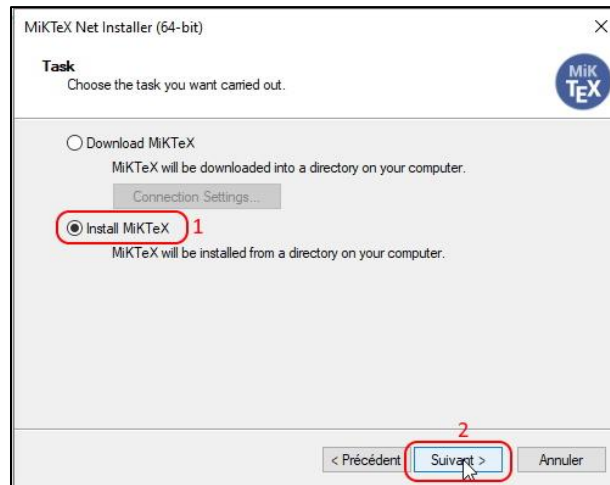 MiKTeX Net Installer (64-bit)
Task
Choose the task you want carried out.
MiK
TEX
Download MiKTeX
MiKTeX will be downloaded into a directory on your computer.
Connection Settings...
Install MiKTeX 1
MiKTeX will be installed from a directory on your computer.
2
< Précédent Suivant > Annuler